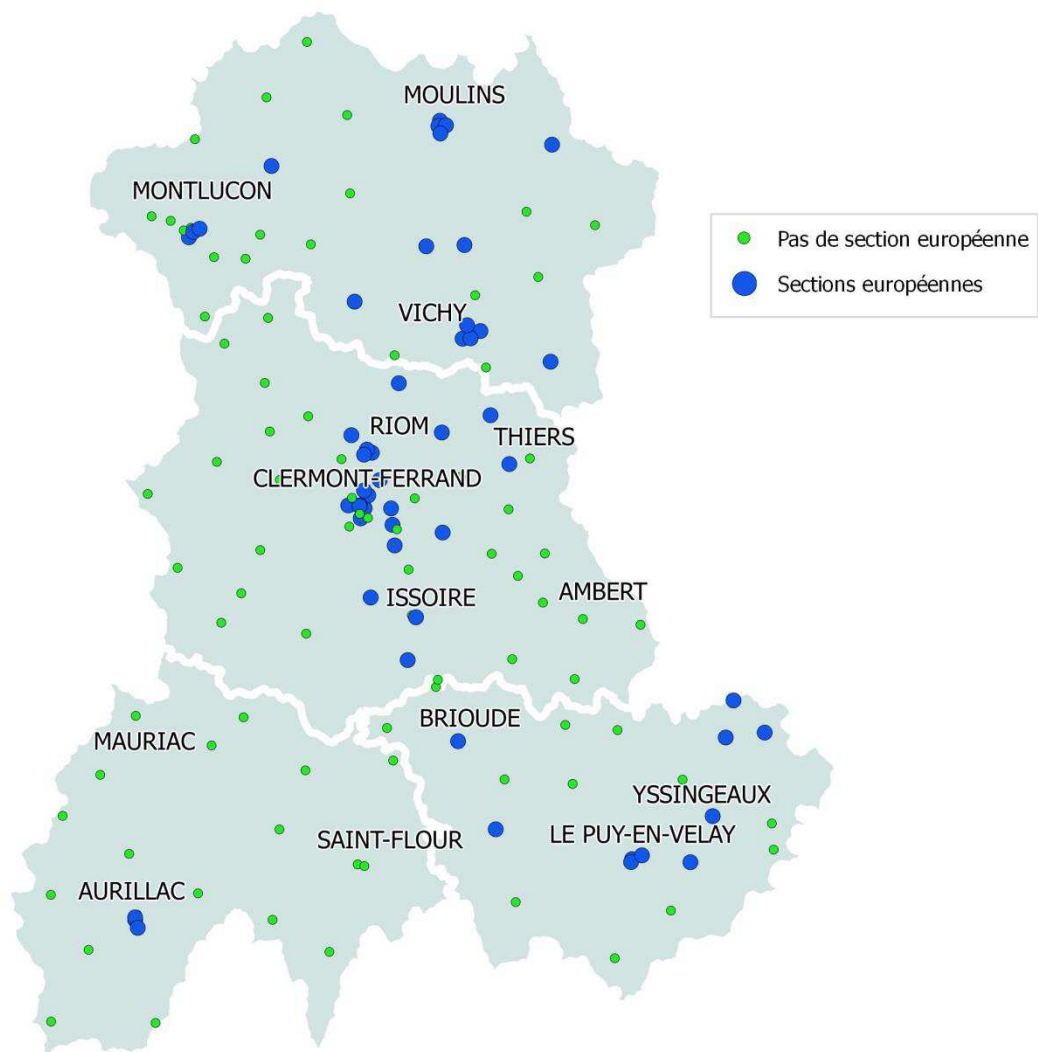 MOULINS
MONTLUCON
Pas de section européenne
Sections européennes
VICHY
RIOM
THIERS
CLERMONT-FERRAND
ISSOIRE
AMBERT
BRIOUDE
MAURIAC
YSSINGEAUX
SAINT-FLOUR
LE PUY-EN-VELAY
AURILLAC